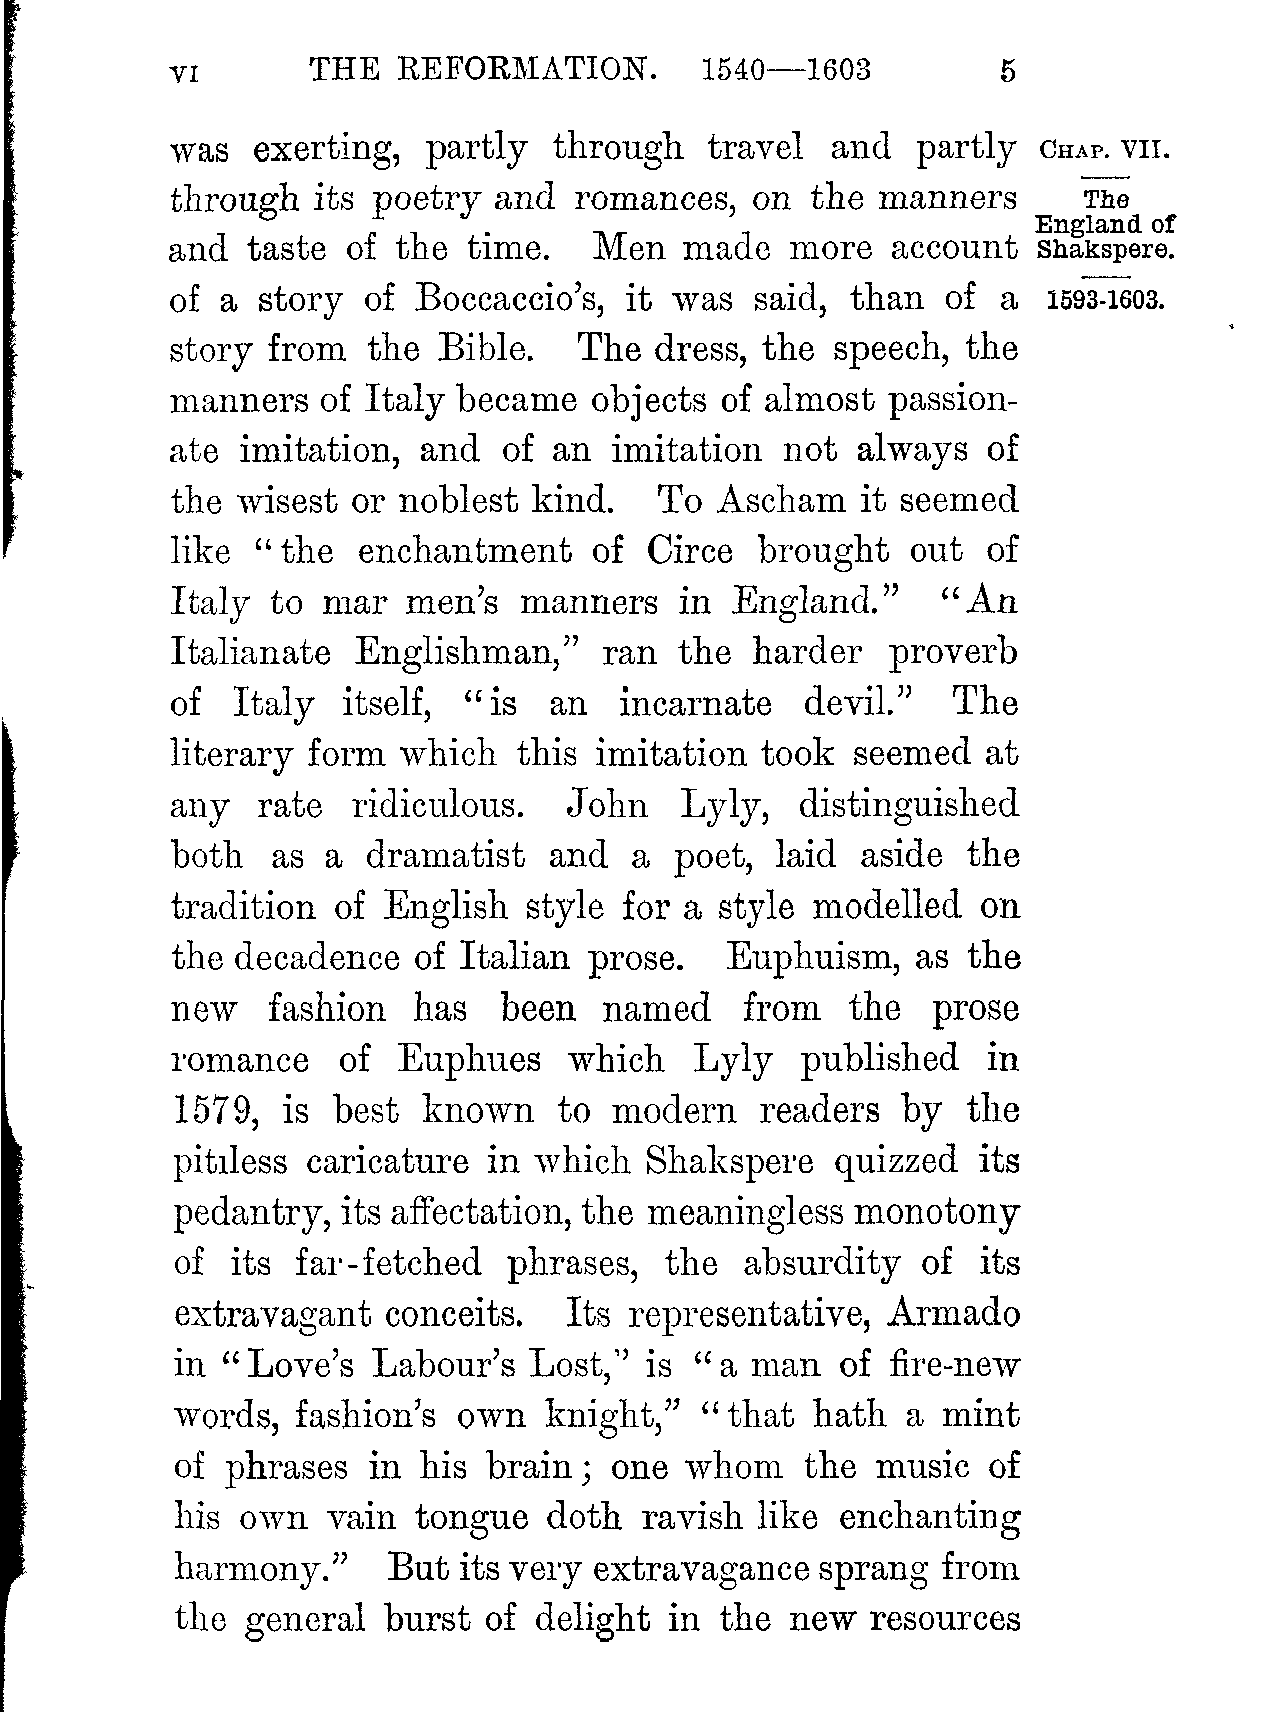 VI THE REFORMATION. 1540—1603 5
was exerting, partly through travel and partly
through its poetry and romances, on the manners
and taste of the time. Men made more account
of a story of Boccaccio's, it was said, than of a
story from the Bible. The dress, the speech, the
manners of Italy became objects of almost passion-
ate imitation, and of an imitation not always of
the wisest or noblest kind. To Ascham it seemed
like "the enchantment of Circe brought out of
Italy to mar men's manners in England." "An
Italianate Englishman," ran the harder proverb
of Italy itself, "is an incarnate devil." The
literary form which this imitation took seemed at
any rate ridiculous. John Lyly, distinguished
both as a dramatist and a poet, laid aside the
tradition of English style for a style modelled on
the decadence of Italian prose. Euphuism, as the
new fashion has been named from the prose
romance of Euphues which Lyly published in
1579, is best known to modern readers by the
pitiless caricature in which Shakspere quizzed its
pedantry, its affectation, the meaningless monotony
of its far-fetched phrases, the absurdity of its
extravagant conceits. Its representative, Armado
in "Love's Labour's Lost," is "a man of fire-new
words, fashion's own knight," "that hath a mint
of phrases in his brain; one whom the music of
his own vain tongue doth ravish like enchanting
harmony." But its very extravagance sprang from
the general burst of delight in the new resources
CHAP. VII.
The
England of
Shakspere.
1593-1603.